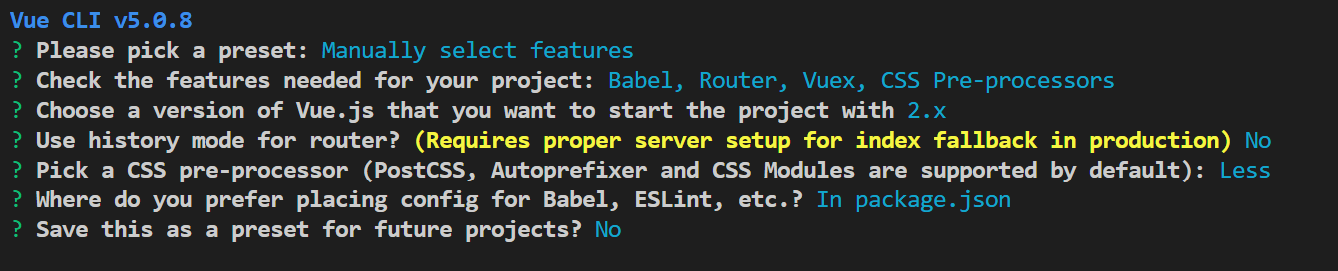 Vue CLI v5.0.8
? Please pick a preset: Manually select features
? Check the features needed for your project: Babel, Router, Vuex, CSS Pre-processors
? Choose a version of Vue.js that you want to start the project with 2.x
? Use history mode for router? (Requires proper server setup for index fallback in production) No
? Pick a CSS pre-processor (PostCSS, Autoprefixer and CSS Modules are supported by default): Less
? Where do you prefer placing config for Babel, ESLint, etc.? In package.json
? Save this as a preset for future projects? No